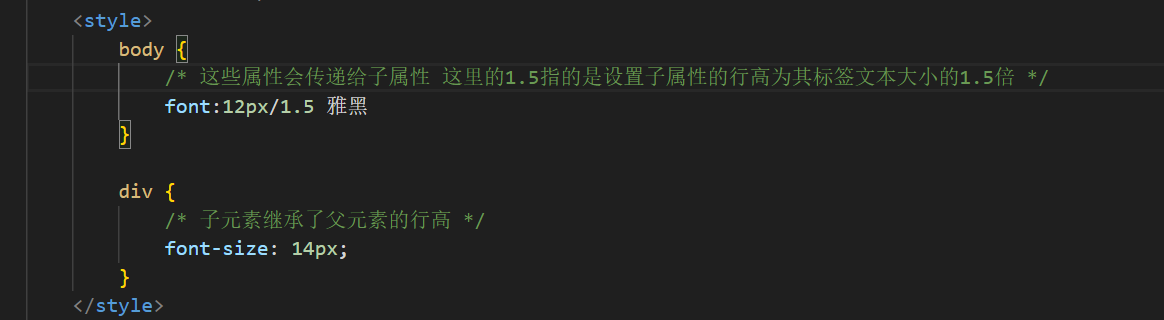 <style>
body {
/* 这些属性会传递给子属性 这里的1.5指的是设置子属性的行高为其标签文本大小的1.5倍 */
font:12px/1.5 雅黑
}
div {
/* 子元素继承了父元素的行高 */
font-size: 14px;
}
</style>